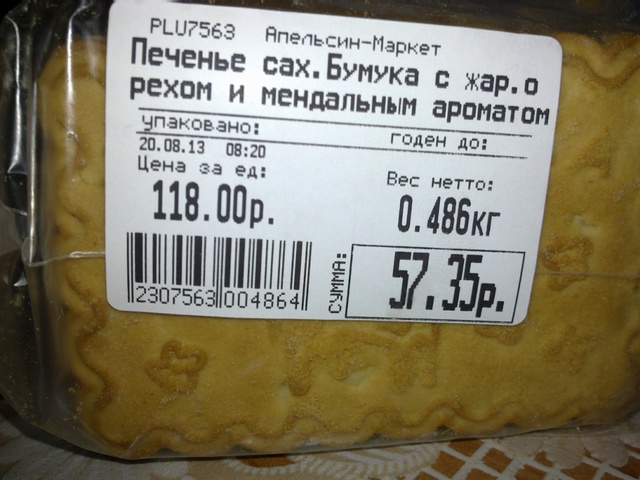 PLU7563 Апельсин-Маркет
Печенье сах.Бумука с жар.о
рехом и мендальным ароматом
упаковано: годен до:
20.08.13 08:20
Цена за ед: Вес нетто:
118.00р. 0.486кг
СУММА: 57.35р.
2307563 004864